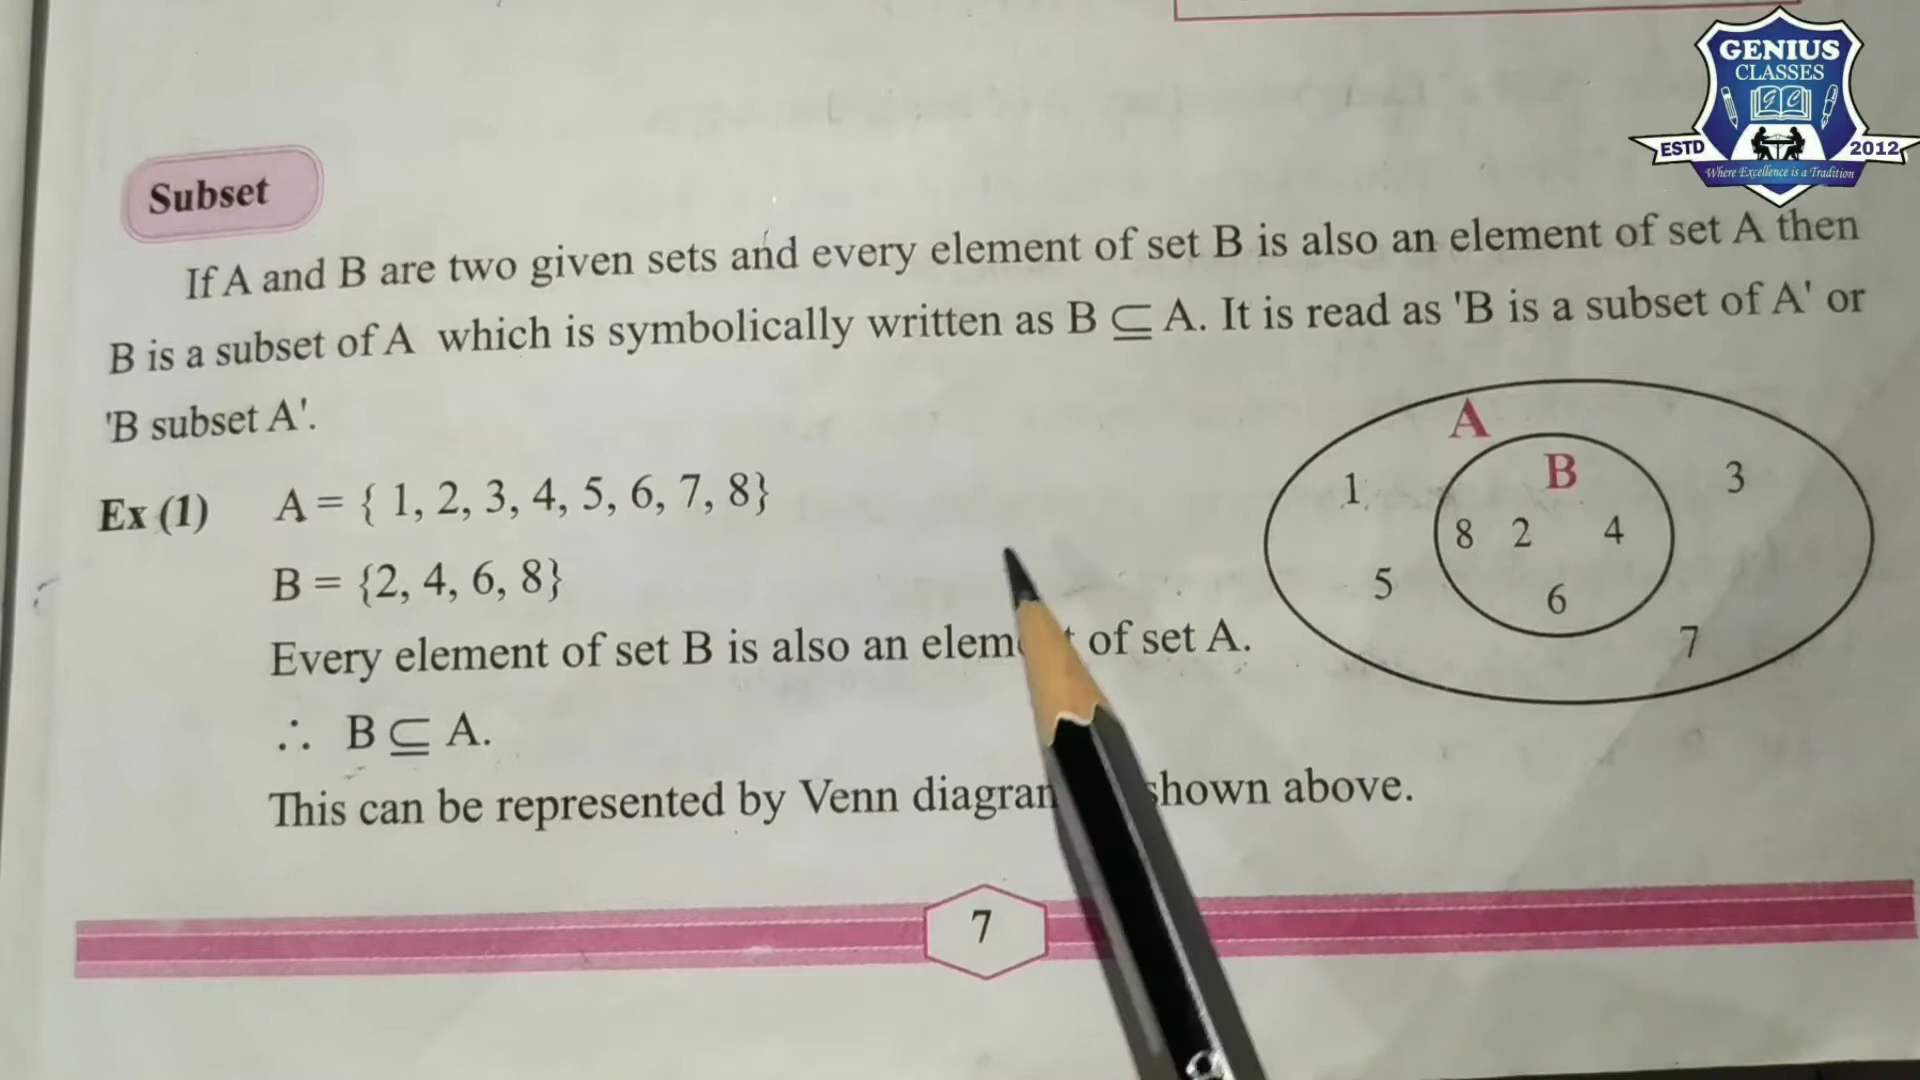 GENIUS
CLASSES
GC
ESTD 2012
Where Excellence is a Tradition
Subset
If A and B are two given sets and every element of set B is also an element of set A then
B is a subset of A which is symbolically written as B ⊆ A. It is read as 'B is a subset of A' or
'B subset A'.
Ex (1) A = { 1, 2, 3, 4, 5, 6, 7, 8}
B = {2, 4, 6, 8}
Every element of set B is also an elem of set A.
∴ B ⊆ A.
This can be represented by Venn diagram shown above.
A
B
1 3
8 2 4
5 6
7
7